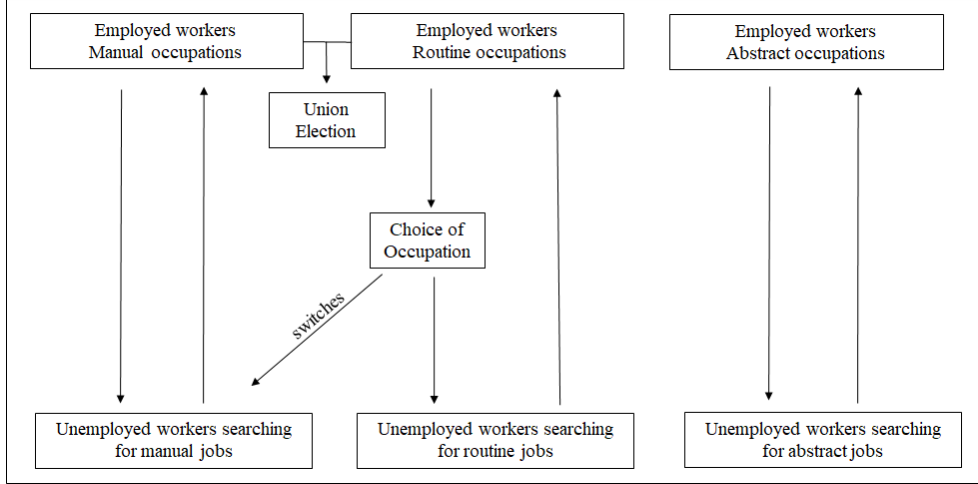 Employed workers
Manual occupations
Employed workers
Routine occupations
Employed workers
Abstract occupations
Union
Election
Choice of
Occupation
switches
Unemployed workers searching
for manual jobs
Unemployed workers searching
for routine jobs
Unemployed workers searching
for abstract jobs